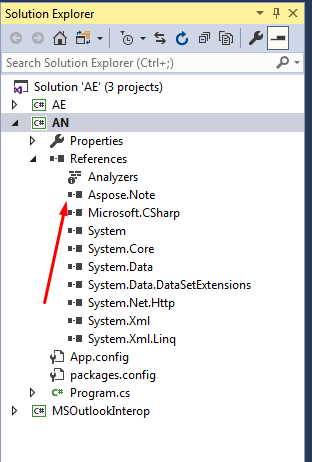 Solution Explorer
Search Solution Explorer (Ctrl+;)
Solution 'AE' (3 projects)
C# AE
C# AN
Properties
References
Analyzers
Aspose.Note
Microsoft.CSharp
System
System.Core
System.Data
System.Data.DataSetExtensions
System.Net.Http
System.Xml
System.Xml.Linq
App.config
packages.config
C# Program.cs
C# MSOutlookInterop